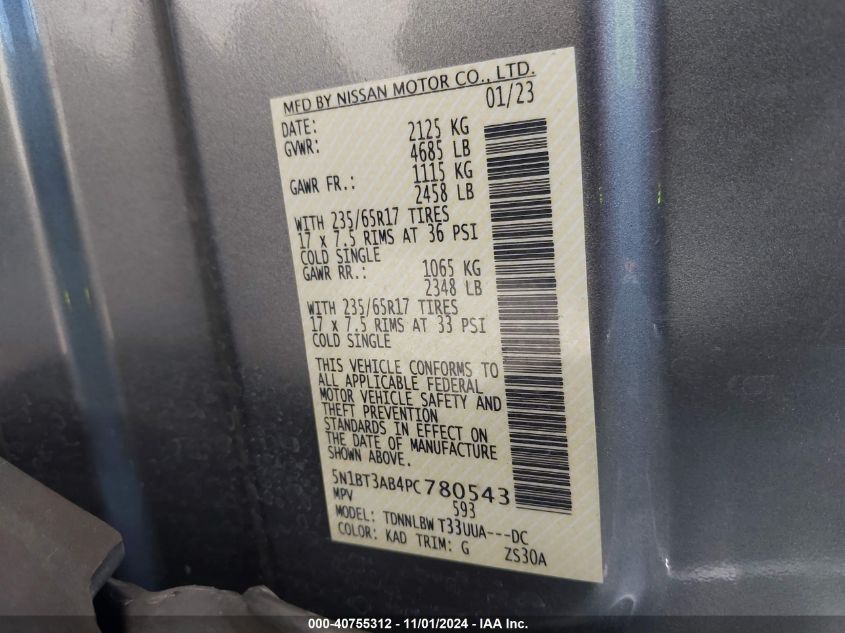 MFD BY NISSAN MOTOR CO., LTD.
DATE: 01/23
GVWR: 2125 KG
4685 LB
GAWR FR.: 1115 KG
2458 LB
WITH 235/65R17 TIRES
17 x 7.5 RIMS AT 36 PSI
COLD SINGLE
GAWR RR.: 1065 KG
2348 LB
WITH 235/65R17 TIRES
17 x 7.5 RIMS AT 33 PSI
COLD SINGLE
THIS VEHICLE CONFORMS TO
ALL APPLICABLE FEDERAL
MOTOR VEHICLE SAFETY AND
THEFT PREVENTION
STANDARDS IN EFFECT ON
THE DATE OF MANUFACTURE
SHOWN ABOVE.
5N1BT3AB4PC780543
MPV 593
MODEL: TDNNLBW T33UUA---DC
COLOR: KAD TRIM: G ZS30A
000-40755312 - 11/01/2024 - IAA Inc.